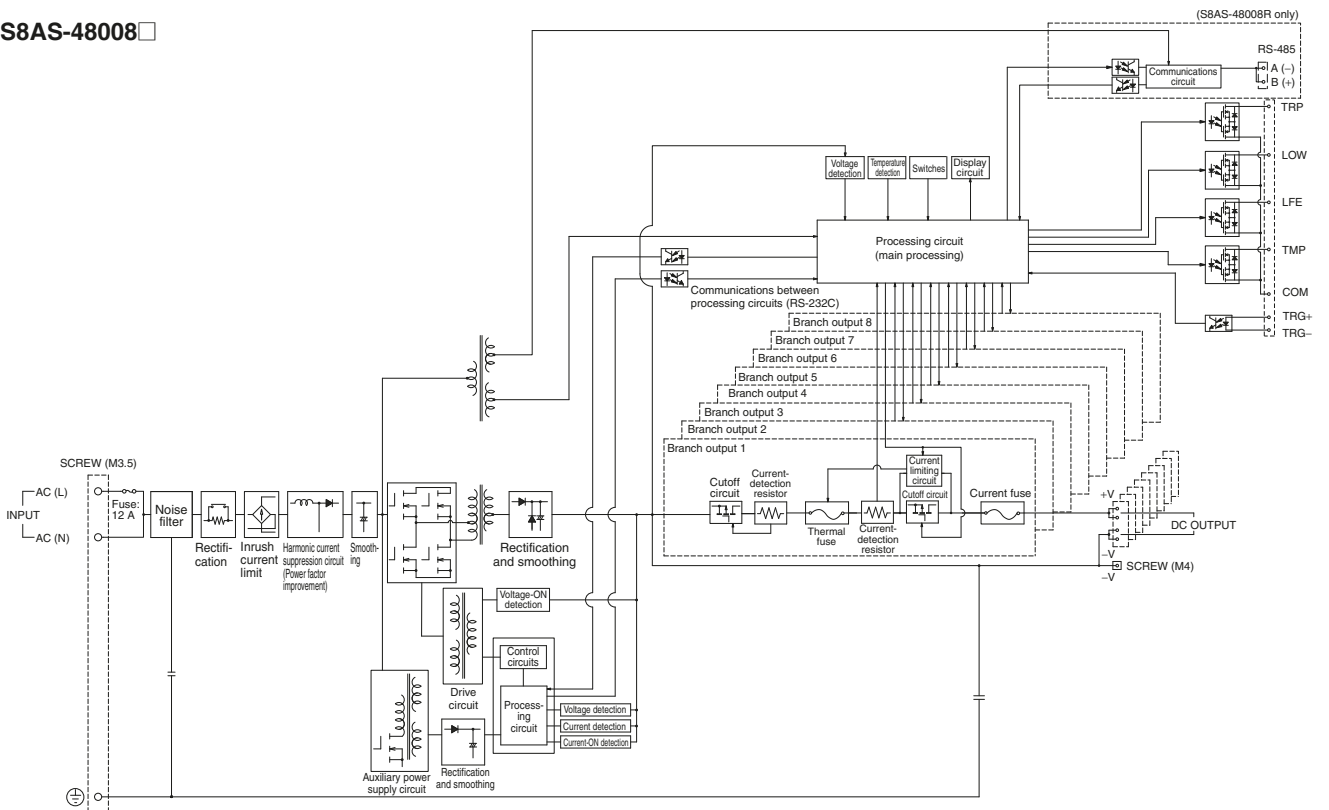 S8AS-48008□
(S8AS-48008R only)
RS-485
Communications
circuit
A (−)
B (+)
TRP
LOW
LFE
TMP
COM
TRG+
TRG−
Voltage
detection
Temperature
detection
Switches
Display
circuit
Processing circuit
(main processing)
Communications between
processing circuits (RS-232C)
Branch output 8
Branch output 7
Branch output 6
Branch output 5
Branch output 4
Branch output 3
Branch output 2
Branch output 1
Cutoff
circuit
Current-
detection
resistor
Thermal
fuse
Current-
detection
resistor
Current
limiting
circuit
Cutoff circuit
Current fuse
+V
DC OUTPUT
−V
SCREW (M4)
−V
SCREW (M3.5)
AC (L)
INPUT
AC (N)
Fuse:
12 A
Noise
filter
Rectifi-
cation
Inrush
current
limit
Harmonic current
suppression circuit
(Power factor
improvement)
Smooth-
ing
Rectification
and smoothing
Voltage-ON
detection
Drive
circuit
Control
circuits
Process-
ing
circuit
Voltage detection
Current detection
Current-ON detection
Auxiliary power
supply circuit
Rectification
and smoothing